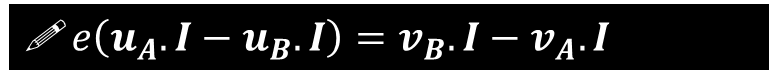 ✏ e(u_A.I − u_B.I) = v_B.I − v_A.I